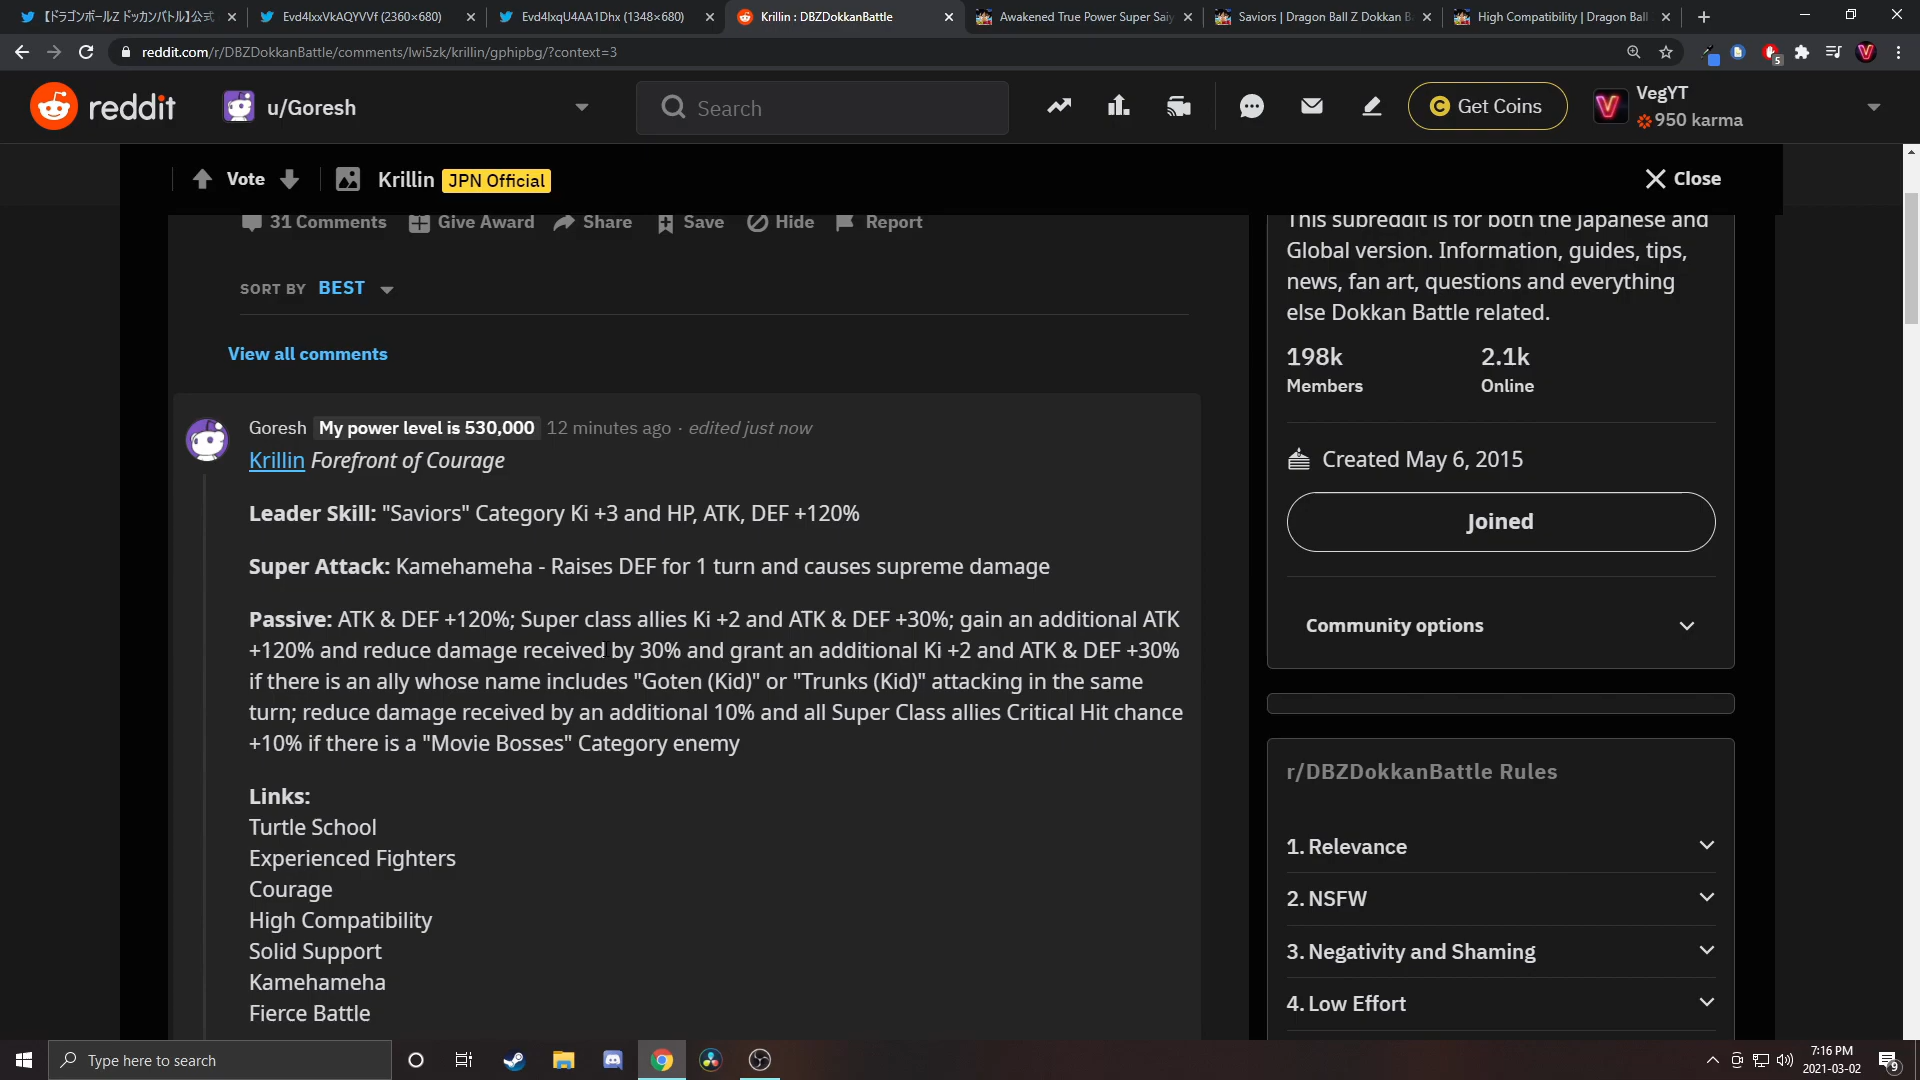 【ドラゴンボールZ ドッカンバトル】公式
Evd4IxxVkAQYVVf (2360×680)
Evd4IxqU4AA1Dhx (1348×680)
Krillin : DBZDokkanBattle
Awakened True Power Super Saiy
Saviors | Dragon Ball Z Dokkan B
High Compatibility | Dragon Ball
reddit.com/r/DBZDokkanBattle/comments/lwi5zk/krillin/gphipbg/?context=3
5
V
reddit
u/Goresh
Search
C Get Coins
V
VegYT
950 karma
Vote
Krillin JPN Official
Close
31 Comments
Give Award
Share
Save
Hide
Report
SORT BY BEST
View all comments
Goresh My power level is 530,000 12 minutes ago · edited just now
Krillin Forefront of Courage
Leader Skill: "Saviors" Category Ki +3 and HP, ATK, DEF +120%
Super Attack: Kamehameha - Raises DEF for 1 turn and causes supreme damage
Passive: ATK & DEF +120%; Super class allies Ki +2 and ATK & DEF +30%; gain an additional ATK
+120% and reduce damage received by 30% and grant an additional Ki +2 and ATK & DEF +30%
if there is an ally whose name includes "Goten (Kid)" or "Trunks (Kid)" attacking in the same
turn; reduce damage received by an additional 10% and all Super Class allies Critical Hit chance
+10% if there is a "Movie Bosses" Category enemy
Links:
Turtle School
Experienced Fighters
Courage
High Compatibility
Solid Support
Kamehameha
Fierce Battle
This subreddit is for both the Japanese and
Global version. Information, guides, tips,
news, fan art, questions and everything
else Dokkan Battle related.
198k
2.1k
Members
Online
Created May 6, 2015
Joined
Community options
r/DBZDokkanBattle Rules
1. Relevance
2. NSFW
3. Negativity and Shaming
4. Low Effort
Type here to search
7:16 PM
2021-03-02
9